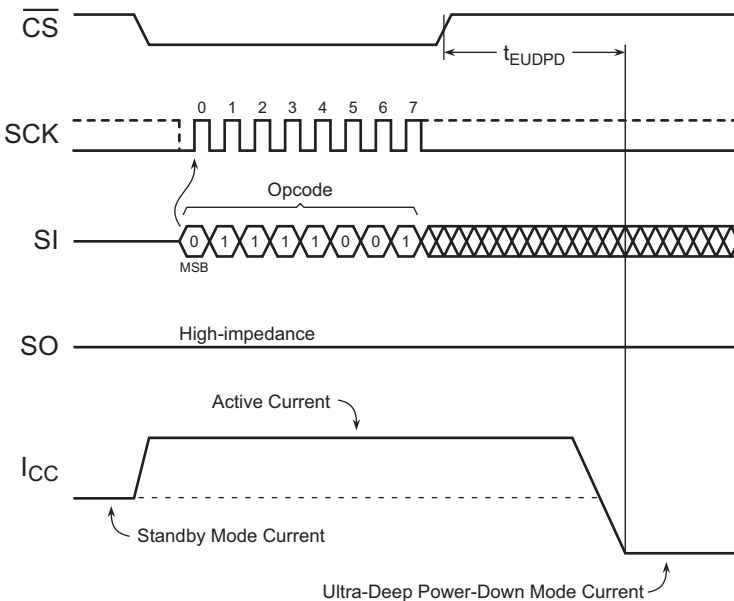 CS
tEUDPD
0 1 2 3 4 5 6 7
SCK
Opcode
SI
0 1 1 1 1 0 0 1
MSB
SO
High-impedance
Active Current
ICC
Standby Mode Current
Ultra-Deep Power-Down Mode Current